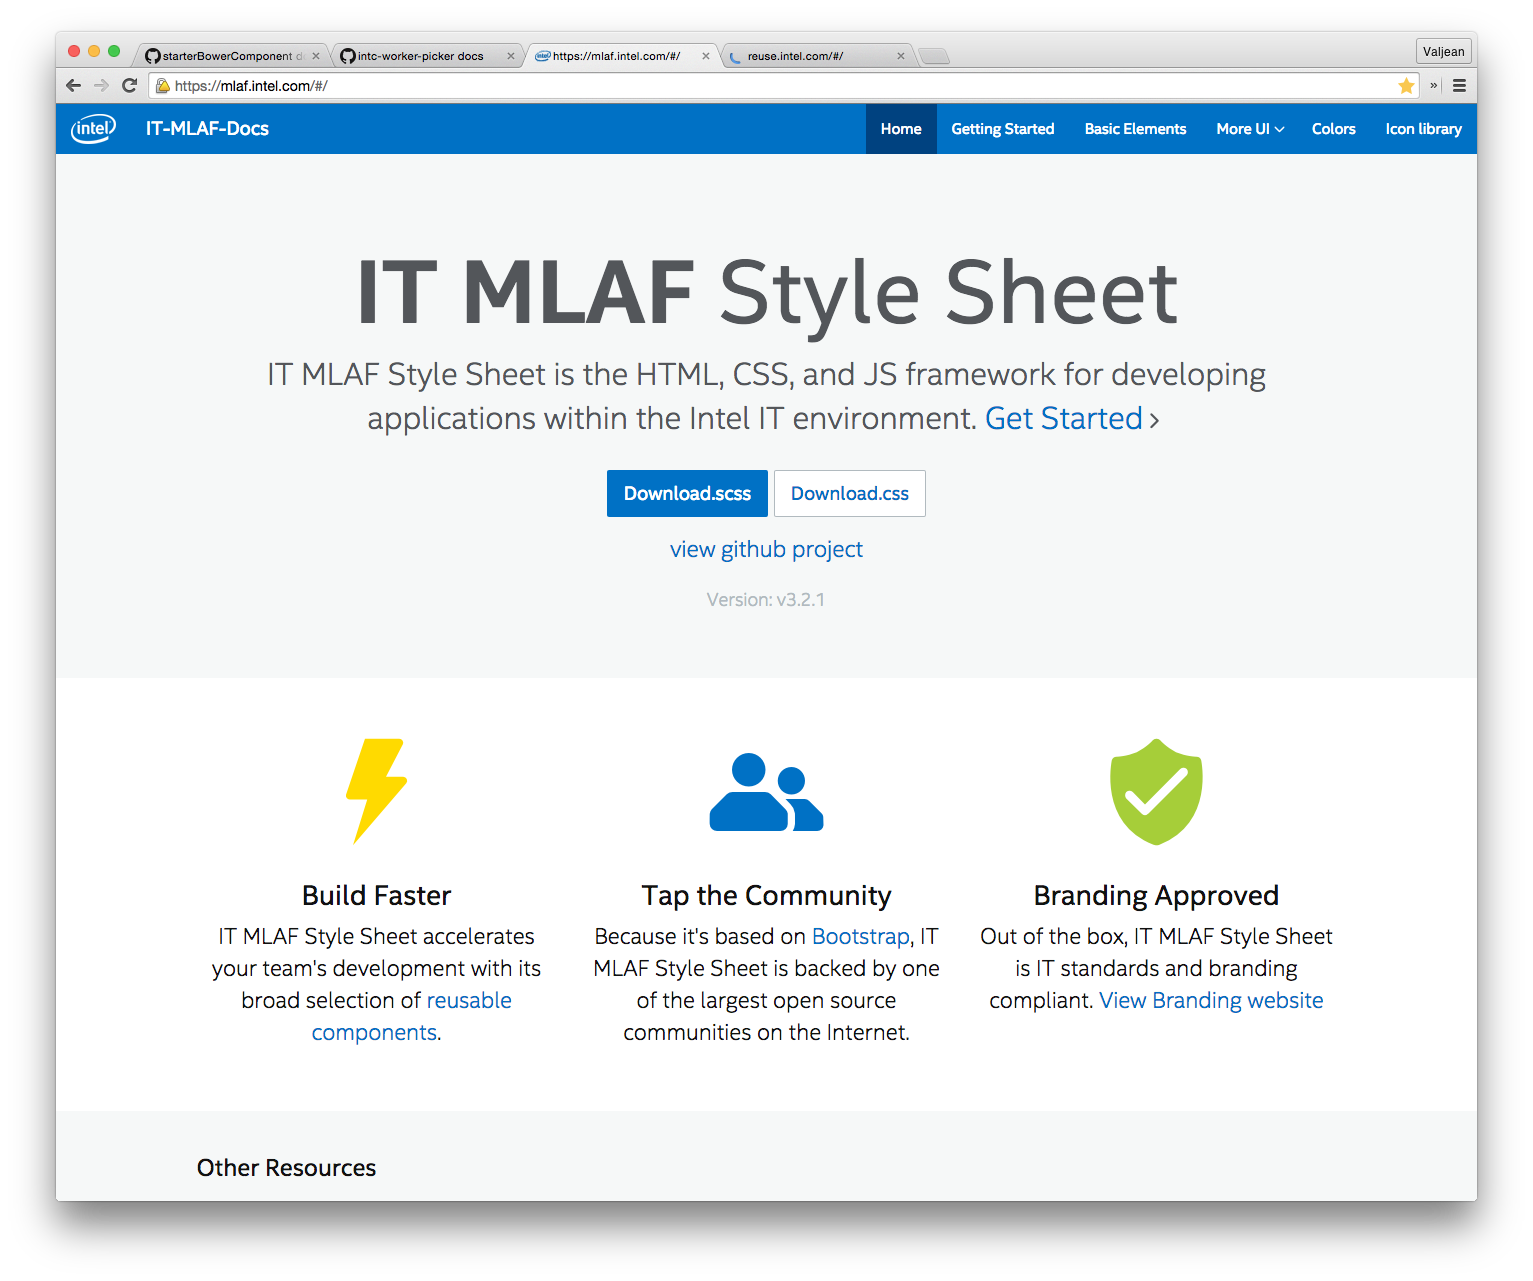 starterBowerComponent d
intc-worker-picker docs
https://mlaf.intel.com/#/
reuse.intel.com/#/
Valjean
https://mlaf.intel.com/#/
»
intel
IT-MLAF-Docs
Home
Getting Started
Basic Elements
More UI
Colors
Icon library
IT MLAF Style Sheet
IT MLAF Style Sheet is the HTML, CSS, and JS framework for developing
applications within the Intel IT environment. Get Started ›
Download.scss
Download.css
view github project
Version: v3.2.1
Build Faster
IT MLAF Style Sheet accelerates
your team's development with its
broad selection of reusable
components.
Tap the Community
Because it's based on Bootstrap, IT
MLAF Style Sheet is backed by one
of the largest open source
communities on the Internet.
Branding Approved
Out of the box, IT MLAF Style Sheet
is IT standards and branding
compliant. View Branding website
Other Resources